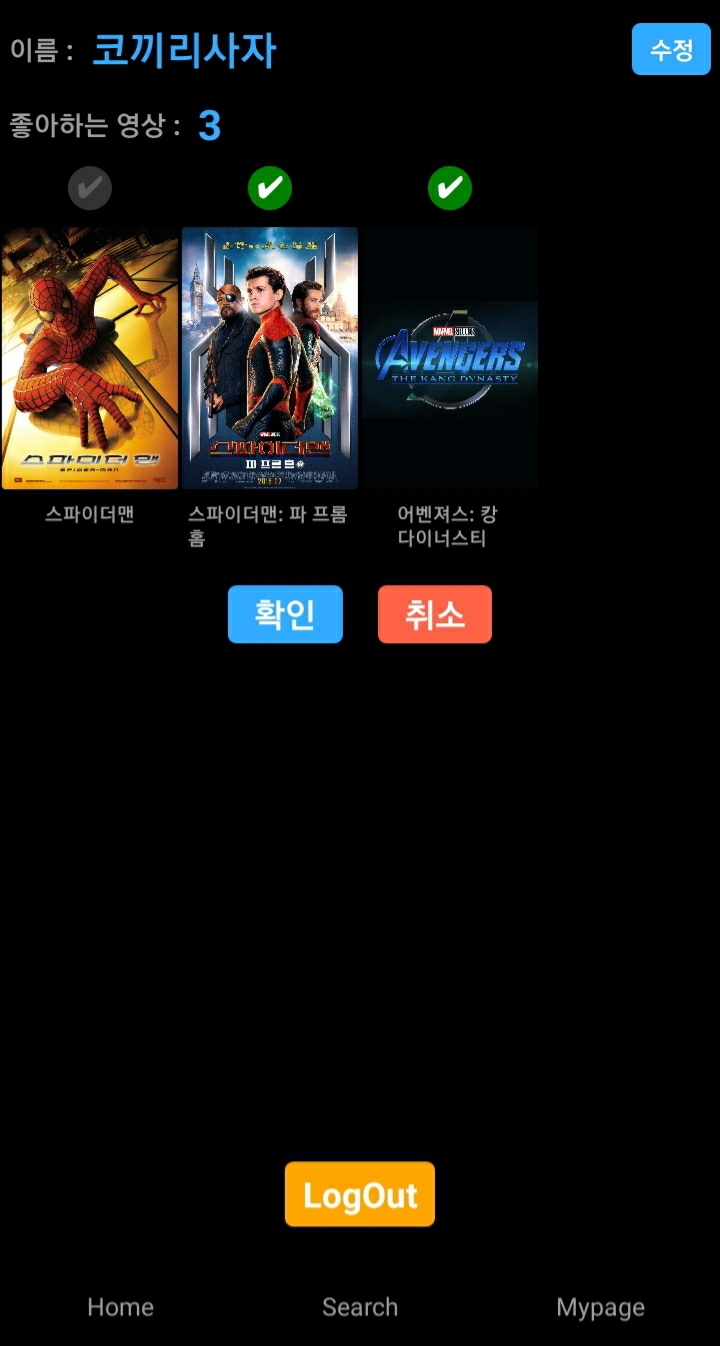 이름 : 코끼리사자
수정
좋아하는 영상 : 3
스파이더맨
SPIDER-MAN
스파이더맨
파 프롬 홈
2019.07
MARVEL STUDIOS
AVENGERS
THE KANG DYNASTY
스파이더맨
스파이더맨: 파 프롬
홈
어벤져스: 캉
다이너스티
확인
취소
LogOut
Home
Search
Mypage